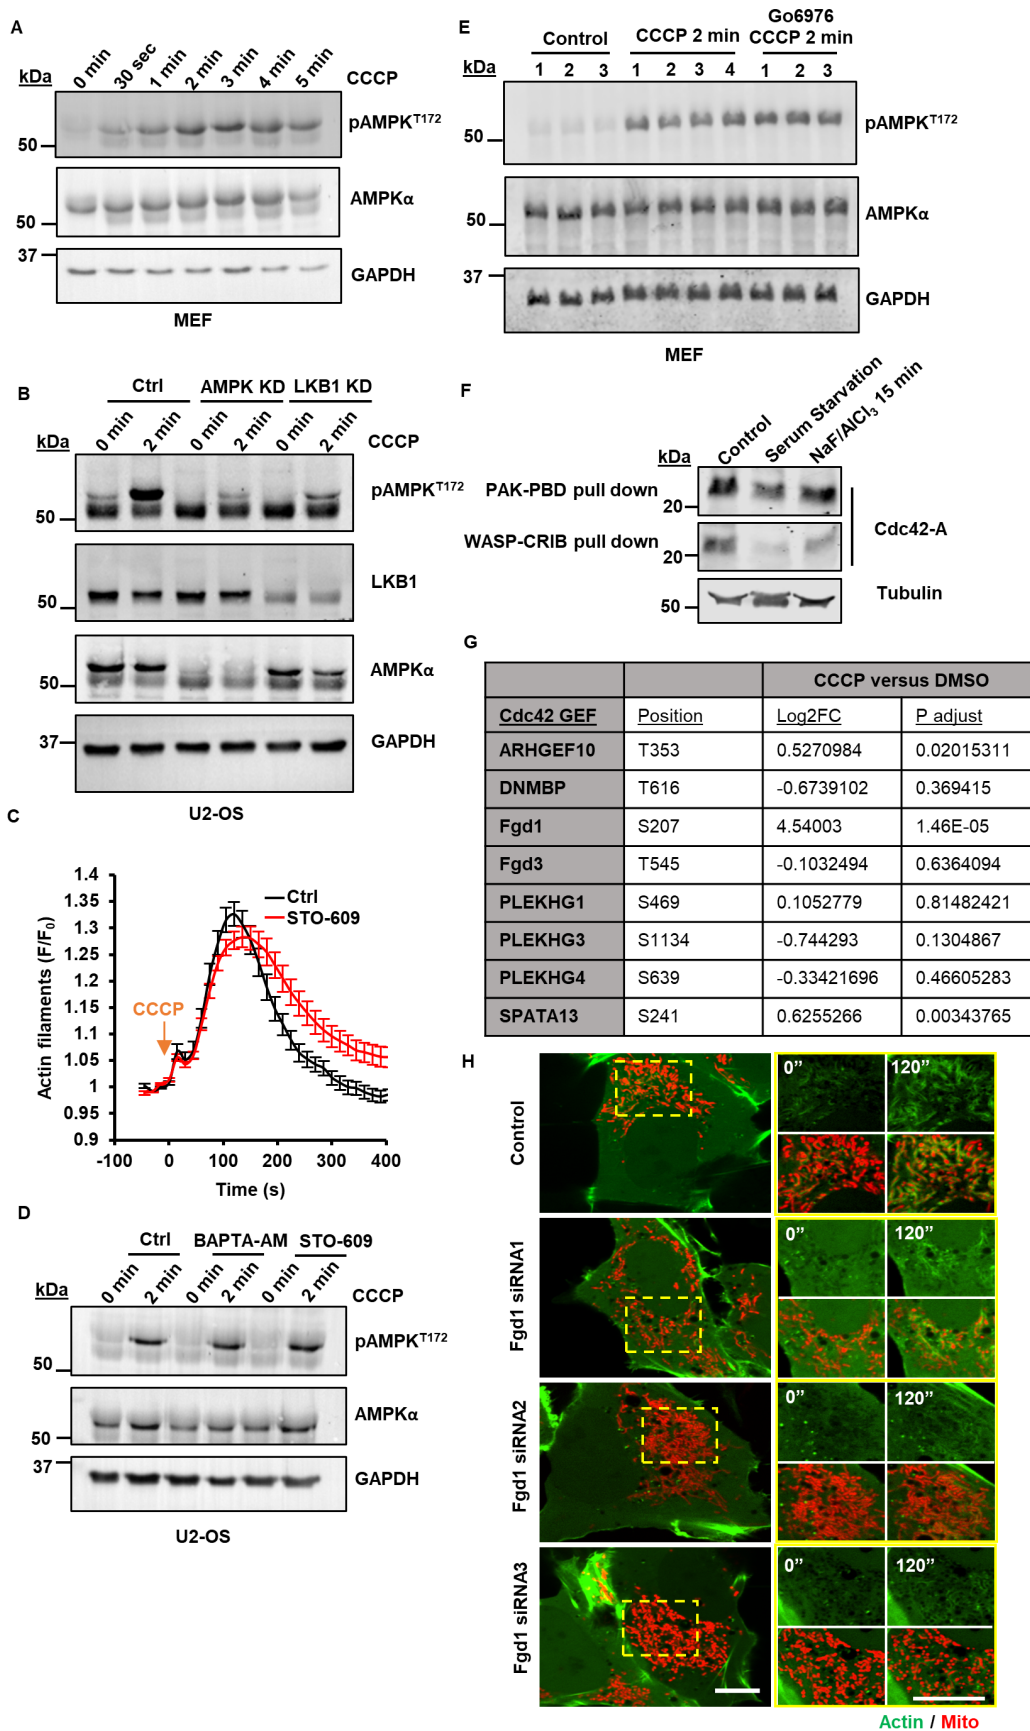 A
kDa
0 min
30 sec
1 min
2 min
3 min
4 min
5 min
CCCP
pAMPK^T172
50
AMPKα
50
37
GAPDH
MEF
B
Ctrl
AMPK KD
LKB1 KD
kDa
0 min
2 min
0 min
2 min
0 min
2 min
CCCP
pAMPK^T172
50
LKB1
50
AMPKα
50
37
GAPDH
U2-OS
C
1.4
1.35
1.3
1.25
1.2
1.15
1.1
1.05
1
0.95
0.9
Actin filaments (F/F₀)
Ctrl
STO-609
CCCP
-100
0
100
200
300
400
Time (s)
D
Ctrl
BAPTA-AM
STO-609
kDa
0 min
2 min
0 min
2 min
0 min
2 min
CCCP
pAMPK^T172
50
AMPKα
50
37
GAPDH
U2-OS
E
Control
CCCP 2 min
Go6976
CCCP 2 min
kDa
1 2 3 1 2 3 4 1 2 3
pAMPK^T172
50
AMPKα
50
37
GAPDH
MEF
F
kDa
Control
Serum Starvation
NaF/AlCl₃ 15 min
PAK-PBD pull down
20
WASP-CRIB pull down
20
Cdc42-A
50
Tubulin
G
CCCP versus DMSO
Cdc42 GEF Position Log2FC P adjust
ARHGEF10 T353 0.5270984 0.02015311
DNMBP T616 -0.6739102 0.369415
Fgd1 S207 4.54003 1.46E-05
Fgd3 T545 -0.1032494 0.6364094
PLEKHG1 S469 0.1052779 0.81482421
PLEKHG3 S1134 -0.744293 0.1304867
PLEKHG4 S639 -0.33421696 0.46605283
SPATA13 S241 0.6255266 0.00343765
H
Control
0”
120”
Fgd1 siRNA1
0”
120”
Fgd1 siRNA2
0”
120”
Fgd1 siRNA3
0”
120”
Actin / Mito